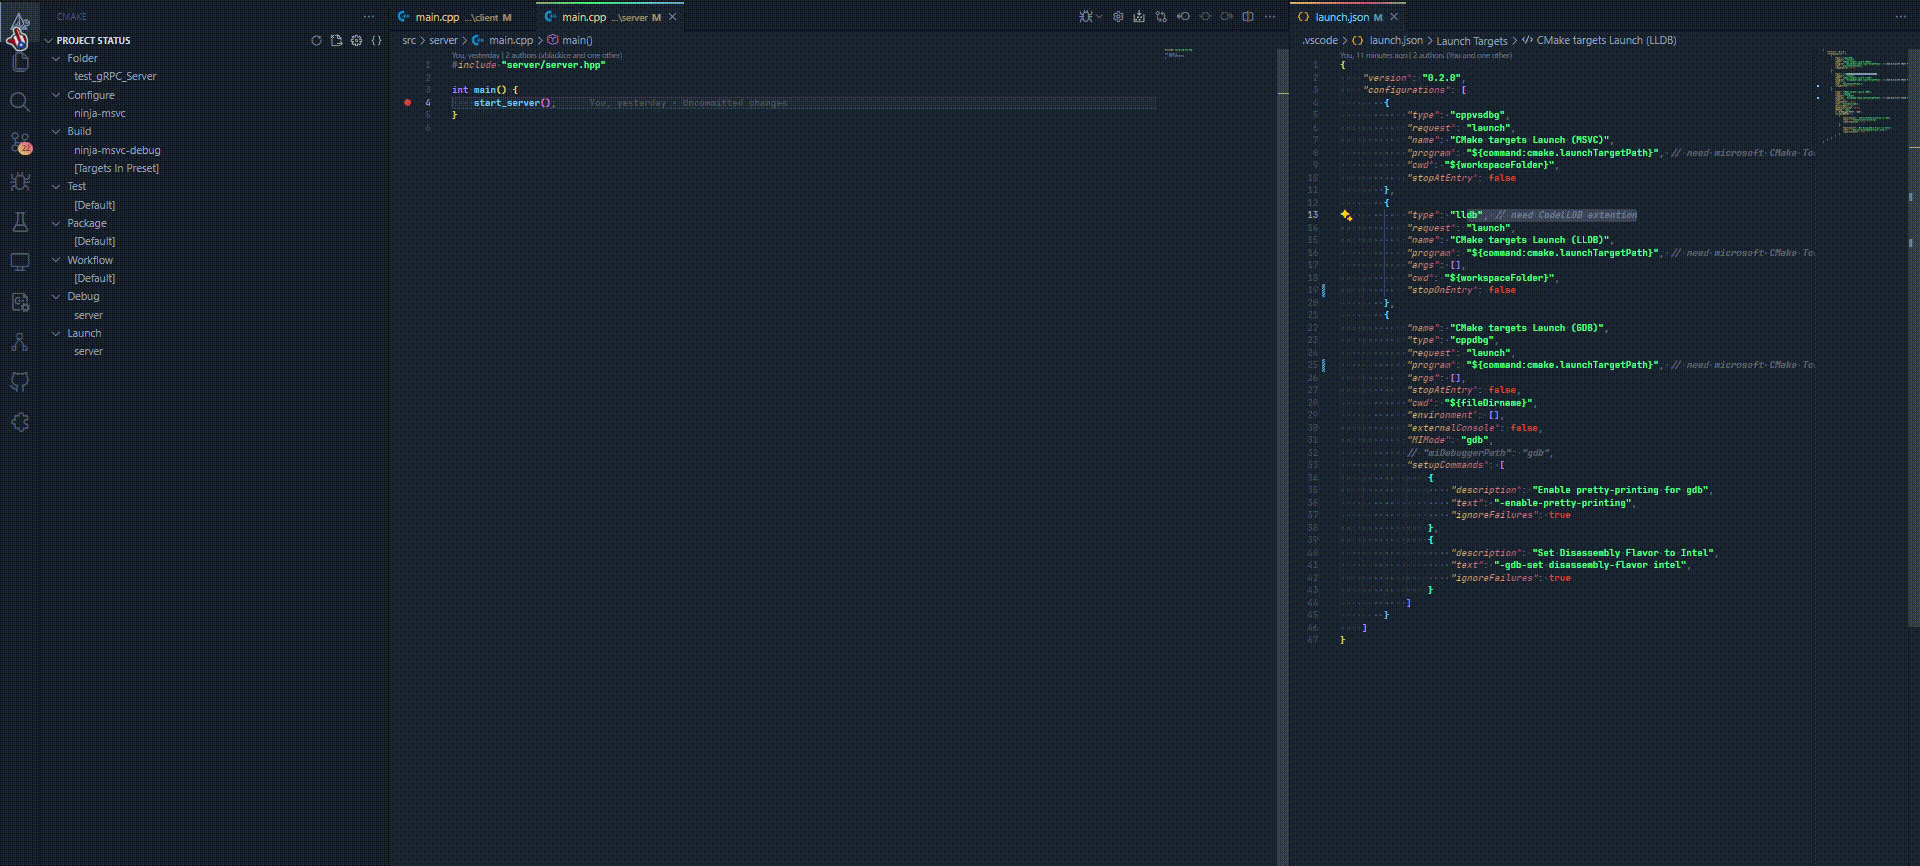 CMAKE
PROJECT STATUS
Folder
test_gRPC_Server
Configure
ninja-msvc
Build
ninja-msvc-debug
[Targets In Preset]
Test
[Default]
Package
[Default]
Workflow
[Default]
Debug
server
Launch
server
22
main.cpp ...\client M
main.cpp ...\server M
src > server > main.cpp > main()
You, yesterday | 2 authors (ablackice and one other)
1 #include "server/server.hpp"
2
3 int main() {
4 start_server(); You, yesterday • Uncommitted changes
5 }
6
launch.json M
.vscode > {} launch.json > Launch Targets > CMake targets Launch (LLDB)
You, 11 minutes ago | 2 authors (You and one other)
1 {
2 "version": "0.2.0",
3 "configurations": [
4 {
5 "type": "cppvsdbg",
6 "request": "launch",
7 "name": "CMake targets Launch (MSVC)",
8 "program": "${command:cmake.launchTargetPath}", // need microsoft CMake To
9 "cwd": "${workspaceFolder}",
10 "stopAtEntry": false
11 },
12 {
13 "type": "lldb", // need CodeLLDB extention
14 "request": "launch",
15 "name": "CMake targets Launch (LLDB)",
16 "program": "${command:cmake.launchTargetPath}", // need microsoft CMake To
17 "args": [],
18 "cwd": "${workspaceFolder}",
19 "stopOnEntry": false
20 },
21 {
22 "name": "CMake targets Launch (GDB)",
23 "type": "cppdbg",
24 "request": "launch",
25 "program": "${command:cmake.launchTargetPath}", // need microsoft CMake To
26 "args": [],
27 "stopAtEntry": false,
28 "cwd": "${fileDirname}",
29 "environment": [],
30 "externalConsole": false,
31 "MIMode": "gdb",
32 // "miDebuggerPath": "gdb",
33 "setupCommands": [
34 {
35 "description": "Enable pretty-printing for gdb",
36 "text": "-enable-pretty-printing",
37 "ignoreFailures": true
38 },
39 {
40 "description": "Set Disassembly Flavor to Intel",
41 "text": "-gdb-set disassembly-flavor intel",
42 "ignoreFailures": true
43 }
44 ]
45 }
46 ]
47 }